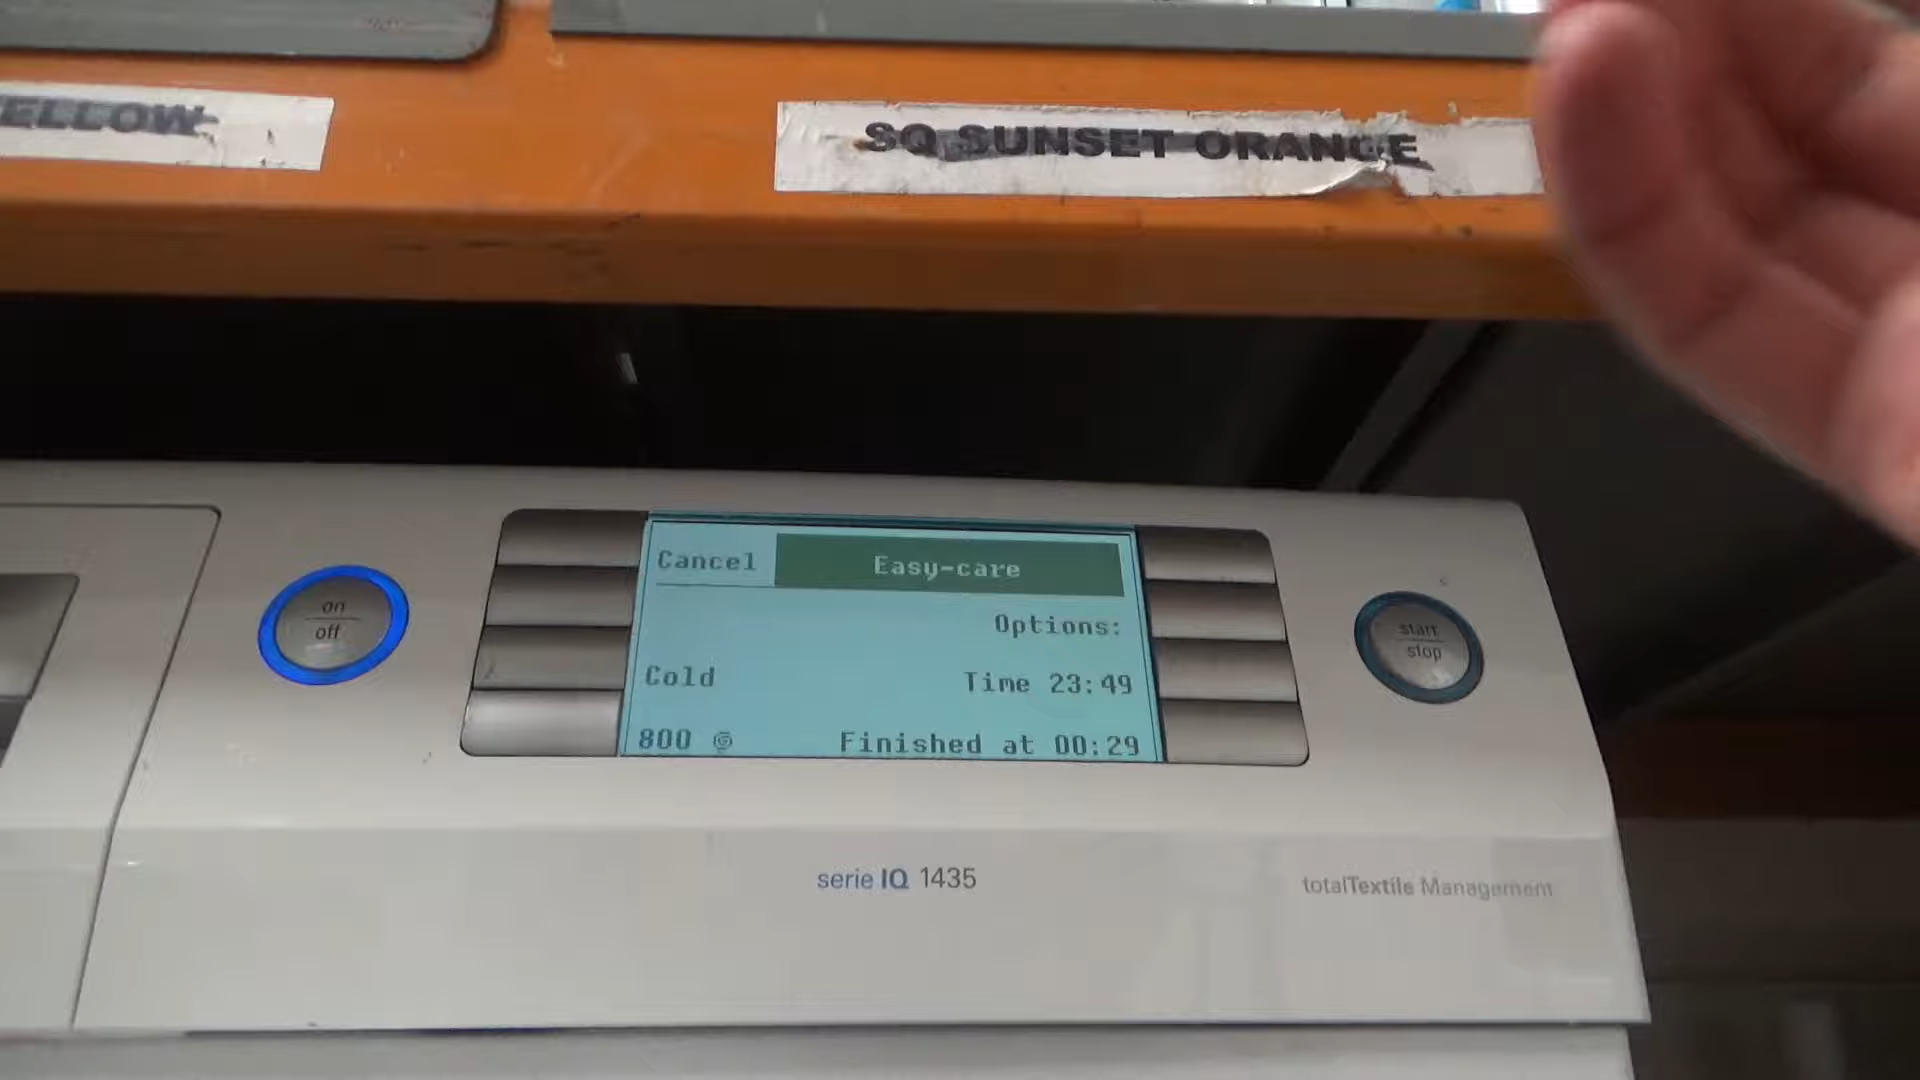 ELLOW
SQ SUNSET ORANGE
on
off
Cancel
Easy-care
Options:
Cold
Time 23:49
800
Finished at 00:29
start
stop
serie IQ 1435
totalTextile Management